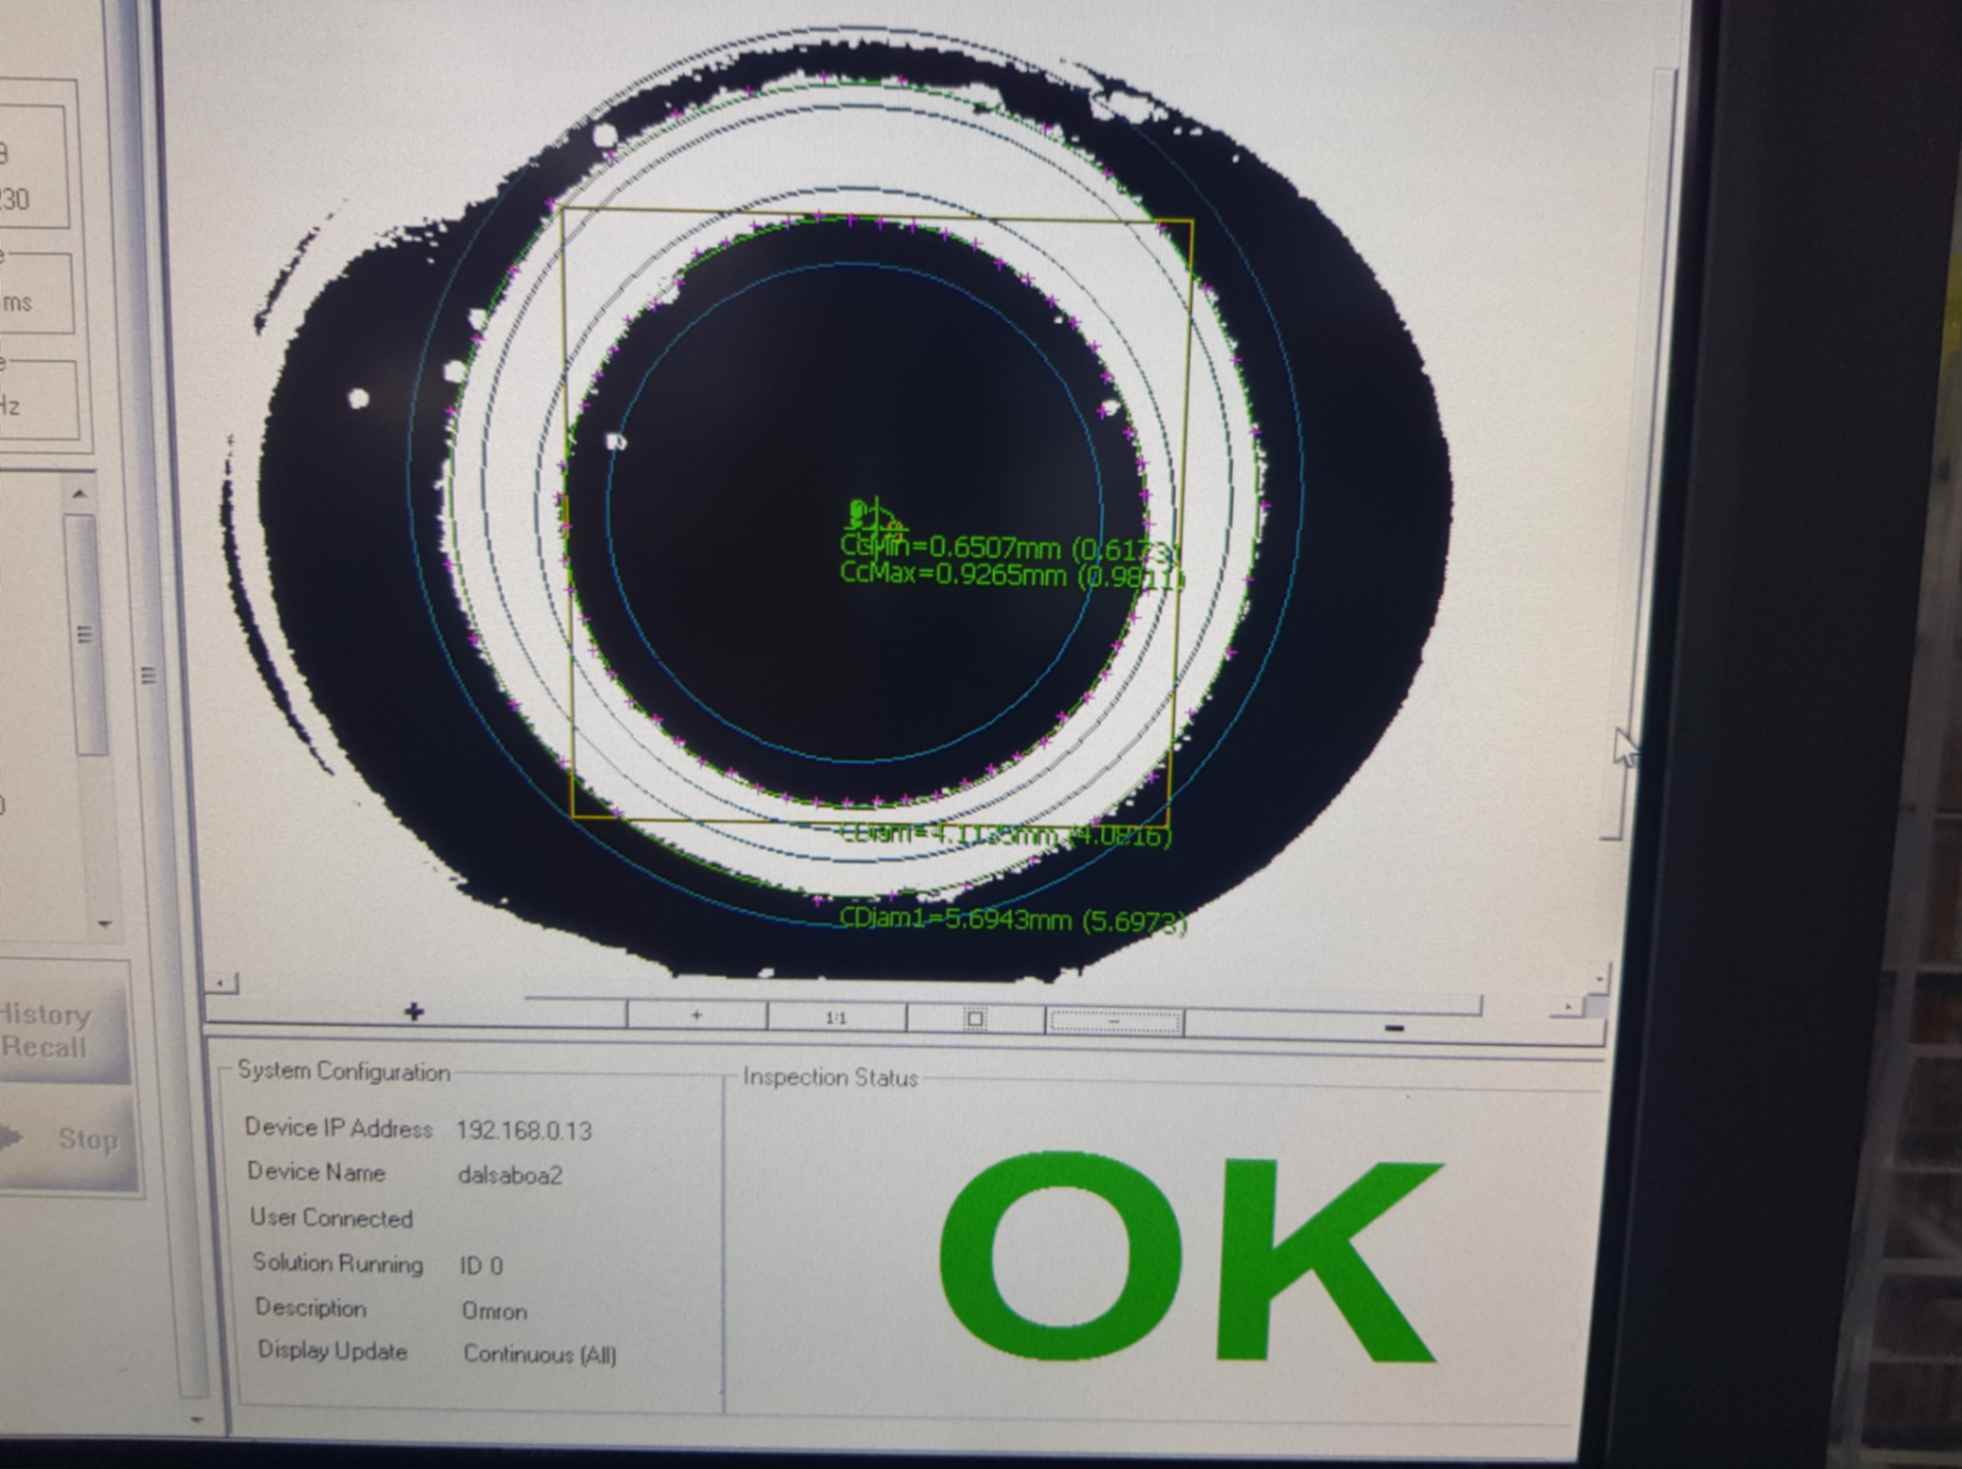 230
ms
Hz
CcMin=0.6507mm (0.6173)
CcMax=0.9265mm (0.9811)
CDiam=4.1135mm (4.0816)
CDiam1=5.6943mm (5.6973)
+
1:1
-
History
Recall
Stop
System Configuration
Device IP Address 192.168.0.13
Device Name dalsaboa2
User Connected
Solution Running ID 0
Description Omron
Display Update Continuous (All)
Inspection Status
OK